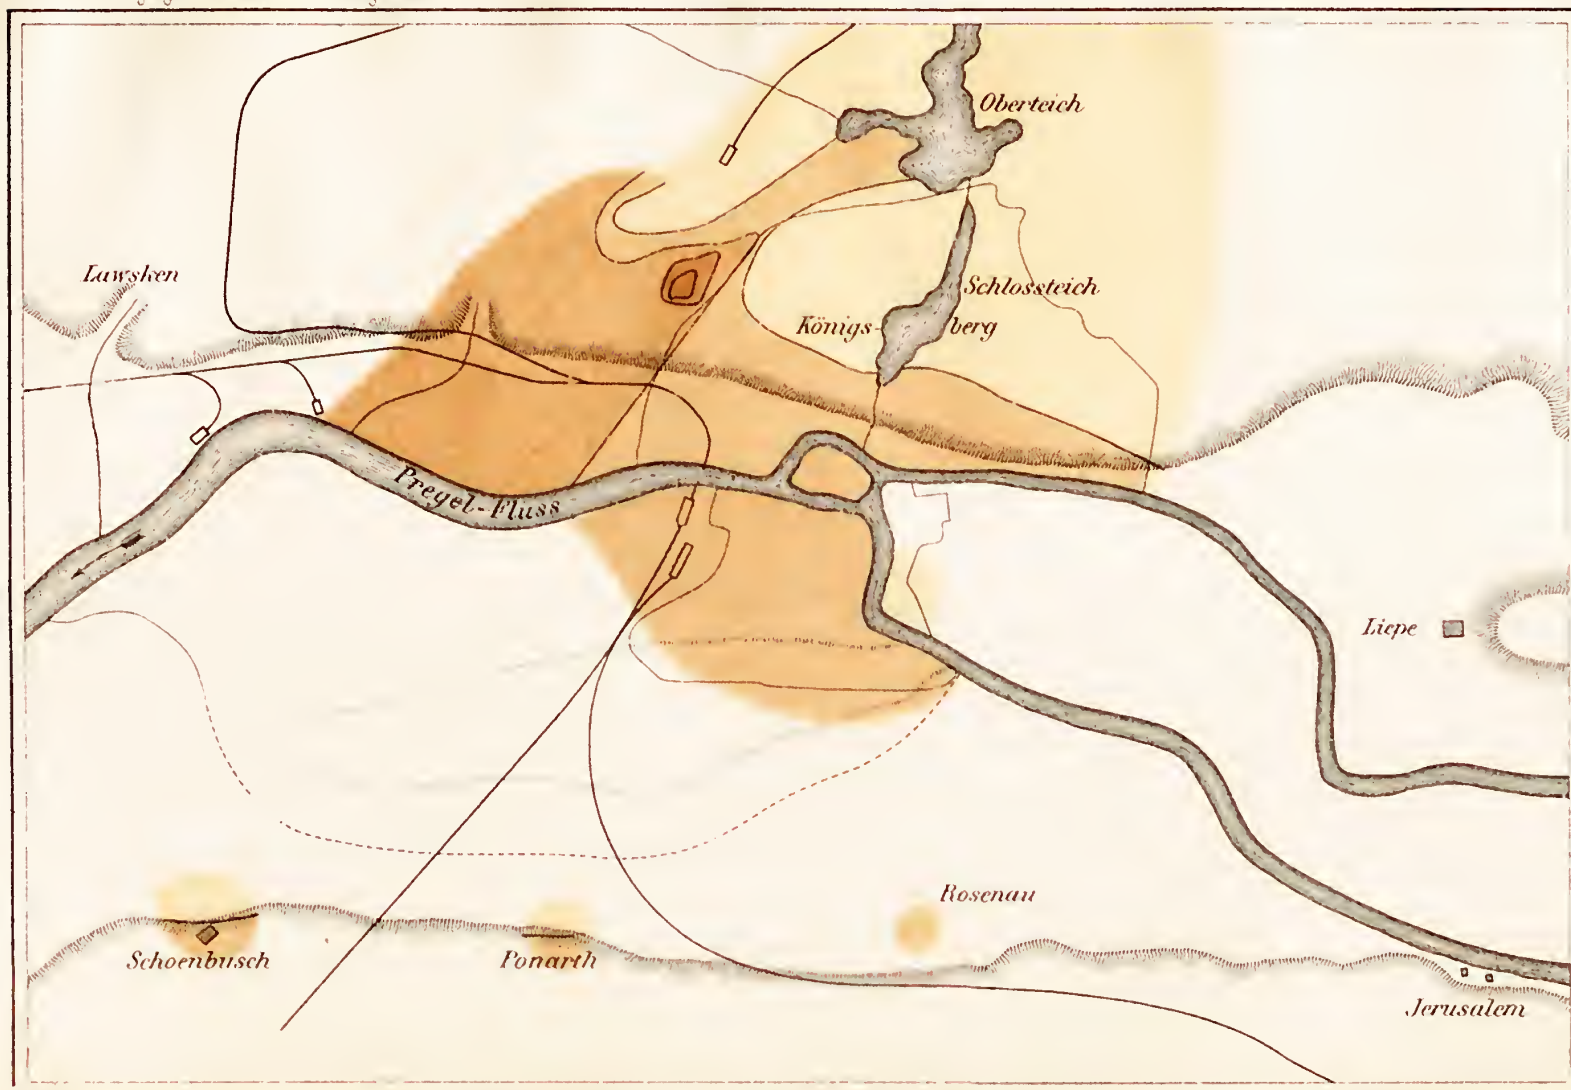 Oberteich
Lawsken
Schlossteich
Königs-berg
Pregel-Fluss
Liepe
Rosenau
Schoenbusch
Ponarth
Jerusalem